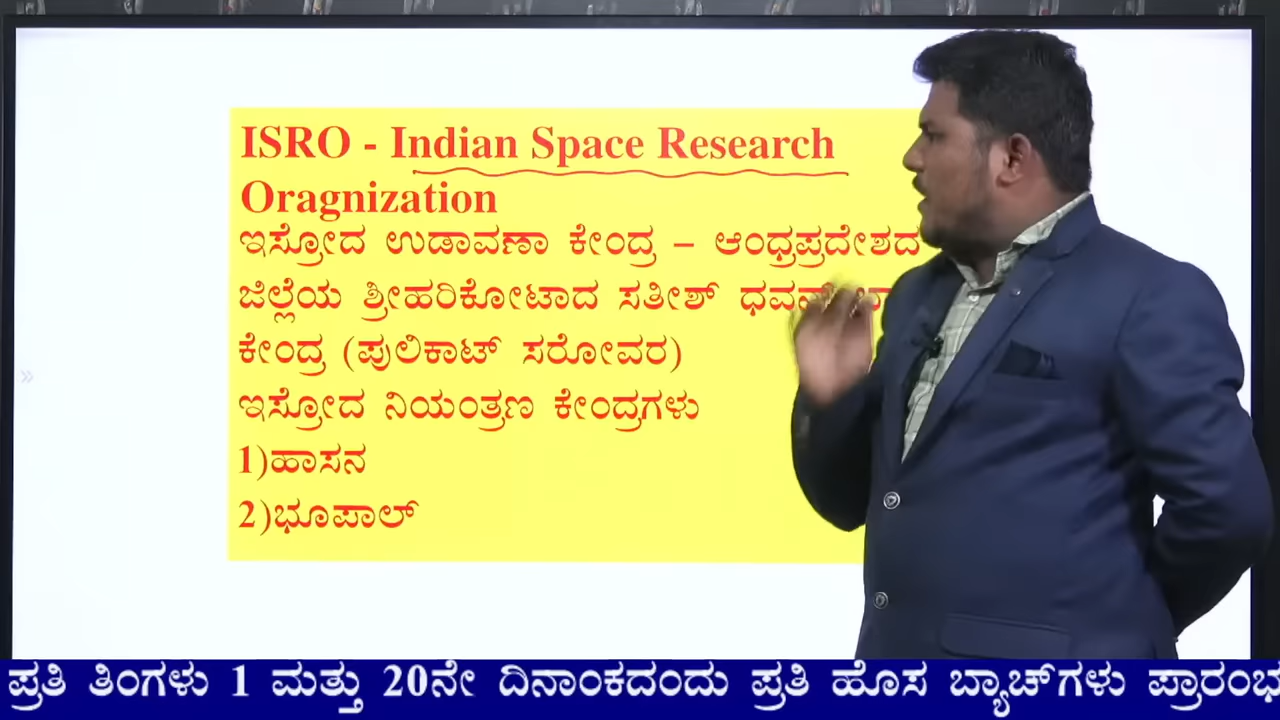 ISRO - Indian Space Research
Oragnization
ಇಸ್ರೋದ ಉಡಾವಣಾ ಕೇಂದ್ರ – ಆಂಧ್ರಪ್ರದೇಶದ
ಜಿಲ್ಲೆಯ ಶ್ರೀಹರಿಕೋಟಾದ ಸತೀಶ್ ಧವನ್
ಕೇಂದ್ರ (ಪುಲಿಕಾಟ್ ಸರೋವರ)
ಇಸ್ರೋದ ನಿಯಂತ್ರಣ ಕೇಂದ್ರಗಳು
1)ಹಾಸನ
2)ಭೂಪಾಲ್
ಪ್ರತಿ ತಿಂಗಳು 1 ಮತ್ತು 20ನೇ ದಿನಾಂಕದಂದು ಪ್ರತಿ ಹೊಸ ಬ್ಯಾಚ್‌ಗಳು ಪ್ರಾರಂಭ